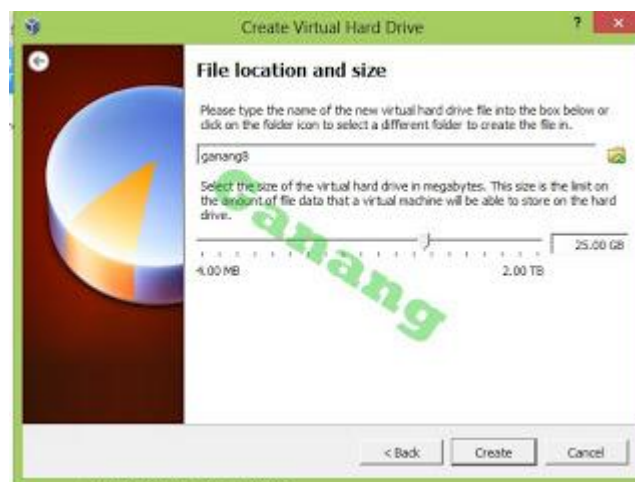 Create Virtual Hard Drive
?
File location and size
Please type the name of the new virtual hard drive file into the box below or
click on the folder icon to select a different folder to create the file in.
ganang8
Select the size of the virtual hard drive in megabytes. This size is the limit on
the amount of file data that a virtual machine will be able to store on the hard
drive.
25.00 GB
4.00 MB
2.00 TB
Ganang
< Back
Create
Cancel